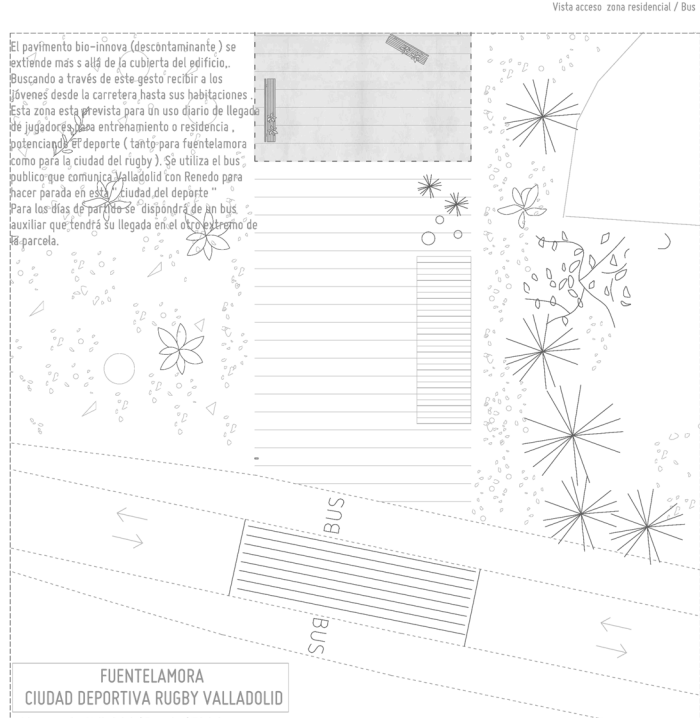 Vista acceso zona residencial / Bus
El pavimento bio-innova (descontaminante ) se
extiende mas s allá de la cubierta del edificio,.
Buscando a través de este gesto recibir a los
jóvenes desde la carretera hasta sus habitaciones .
Esta zona esta prevista para un uso diario de llegada
de jugadores para entrenamiento o residencia ,
potenciando el deporte ( tanto para fuentelamora
como para la ciudad del rugby ). Se utiliza el bus
publico que comunica Valladolid con Renedo para
hacer parada en esta " ciudad del deporte "
Para los días de partido se dispondrá de un bus
auxiliar que tendrá su llegada en el otro extremo de
la parcela.
BUS
BUS
FUENTELAMORA
CIUDAD DEPORTIVA RUGBY VALLADOLID